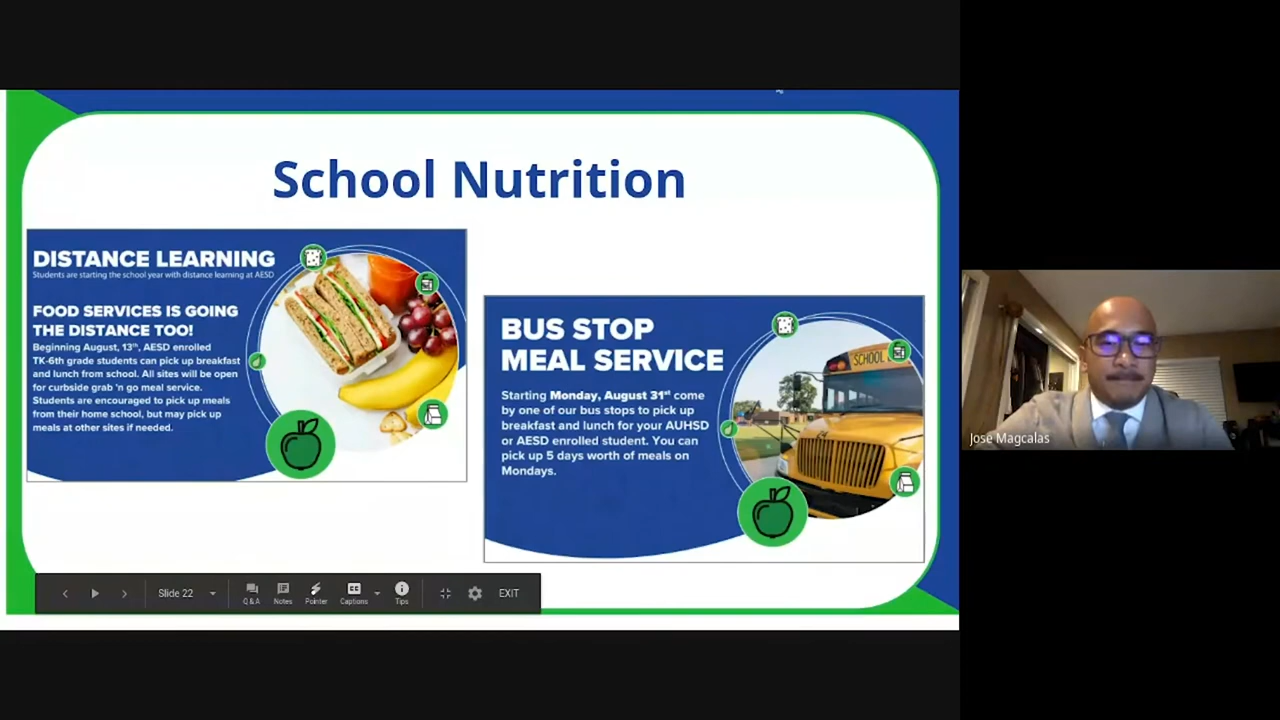 School Nutrition
DISTANCE LEARNING
Students are starting the school year with distance learning at AESD
FOOD SERVICES IS GOING
THE DISTANCE TOO!
Beginning August, 13th, AESD enrolled
TK-6th grade students can pick up breakfast
and lunch from school. All sites will be open
for curbside grab 'n go meal service.
Students are encouraged to pick up meals
from their home school, but may pick up
meals at other sites if needed.
BUS STOP
MEAL SERVICE
Starting Monday, August 31st come
by one of our bus stops to pick up
breakfast and lunch for your AUHSD
or AESD enrolled student. You can
pick up 5 days worth of meals on
Mondays.
SCHOOL
Jose Magcalas
Slide 22
Q&A
Notes
Pointer
Captions
Tips
EXIT